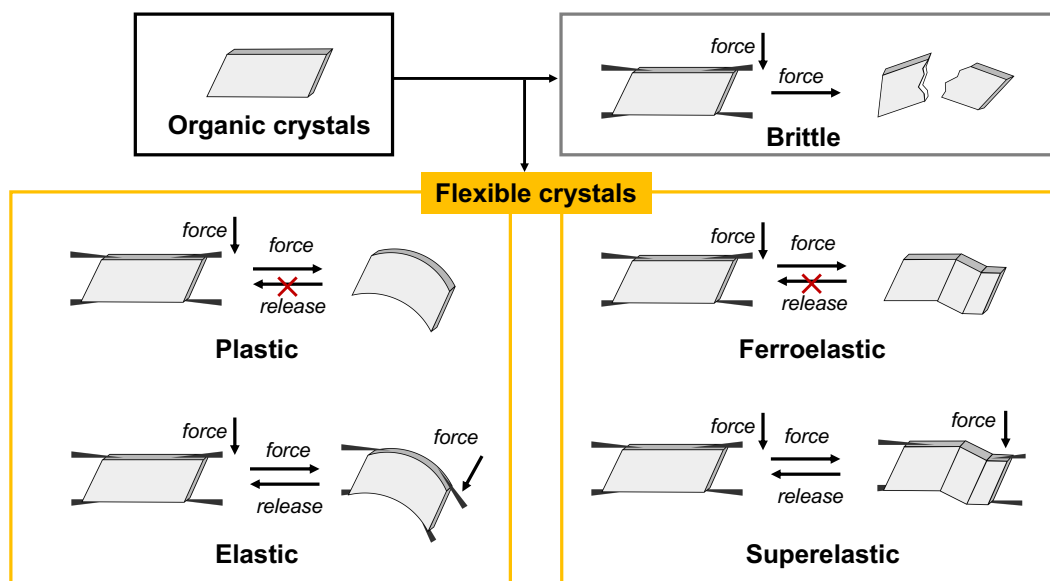 Organic crystals
force
force
Brittle
Flexible crystals
force
force
release
Plastic
force
force
release
Ferroelastic
force
force
force
release
Elastic
force
force
release
force
Superelastic